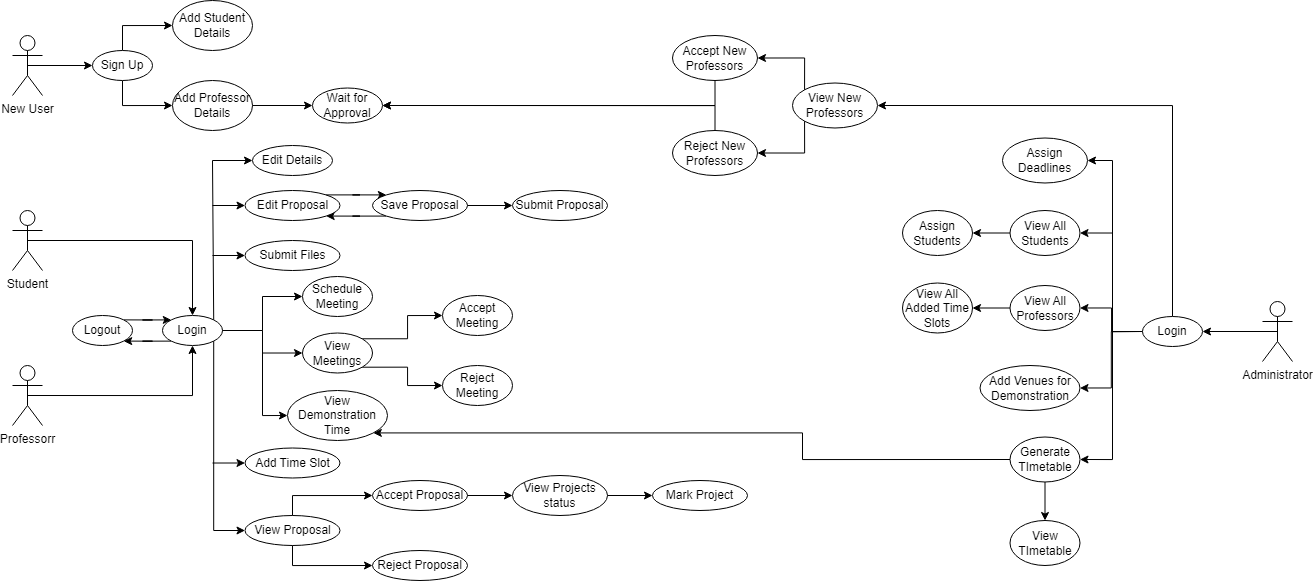 Add Student
Details
Sign Up
New User
Add Professor
Details
Wait for
Approval
Accept New
Professors
View New
Professors
Reject New
Professors
Edit Details
Edit Proposal
Save Proposal
Submit Proposal
Submit Files
Student
Schedule
Meeting
Logout
Login
View
Meetings
Accept
Meeting
Reject
Meeting
View
Demonstration
Time
Professorr
Add Time Slot
View Proposal
Accept Proposal
View Projects
status
Mark Project
Reject Proposal
Assign
Deadlines
Assign
Students
View All
Students
View All
Added Time
Slots
View All
Professors
Login
Administrator
Add Venues for
Demonstration
Generate
TImetable
View
TImetable